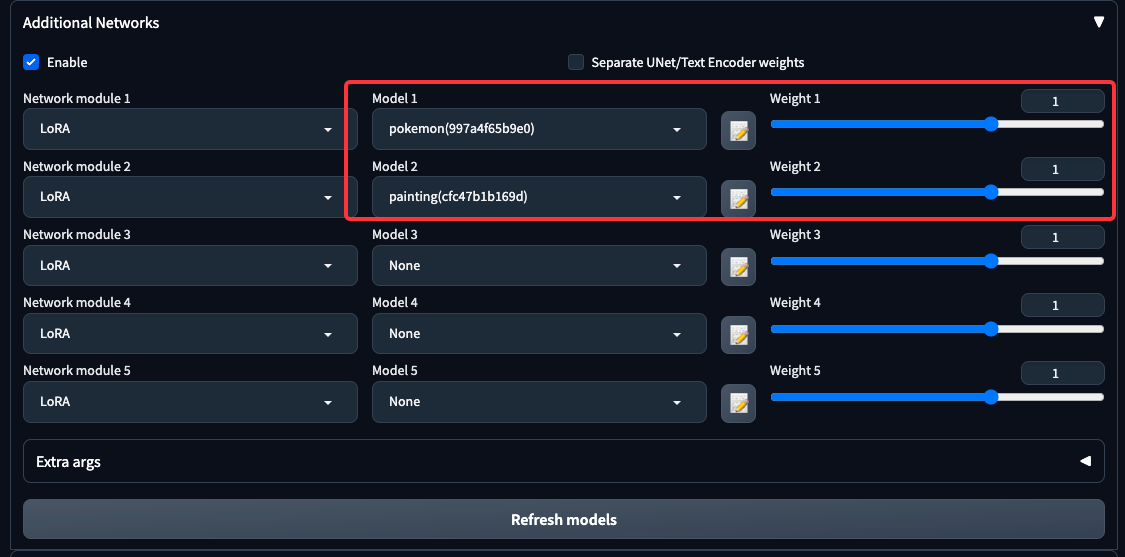 Additional Networks
Enable
Separate UNet/Text Encoder weights
Network module 1
Model 1
Weight 1
1
LoRA
pokemon(997a4f65b9e0)
Network module 2
Model 2
Weight 2
1
LoRA
painting(cfc47b1b169d)
Network module 3
Model 3
Weight 3
1
LoRA
None
Network module 4
Model 4
Weight 4
1
LoRA
None
Network module 5
Model 5
Weight 5
1
LoRA
None
Extra args
Refresh models